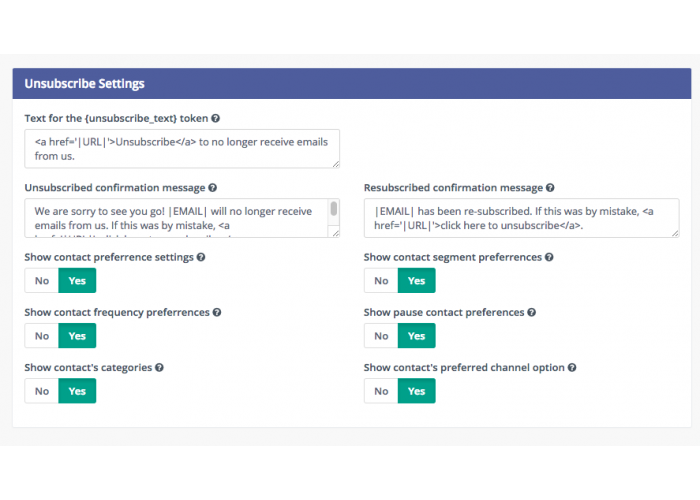 Unsubscribe Settings
Text for the {unsubscribe_text} token
<a href='|URL|'>Unsubscribe</a> to no longer receive emails
from us.
Unsubscribed confirmation message
We are sorry to see you go! |EMAIL| will no longer receive
emails from us. If this was by mistake, <a
Resubscribed confirmation message
|EMAIL| has been re-subscribed. If this was by mistake, <a
href='|URL|'>click here to unsubscribe</a>.
Show contact preferrence settings
No Yes
Show contact segment preferrences
No Yes
Show contact frequency preferrences
No Yes
Show pause contact preferences
No Yes
Show contact's categories
No Yes
Show contact's preferred channel option
No Yes